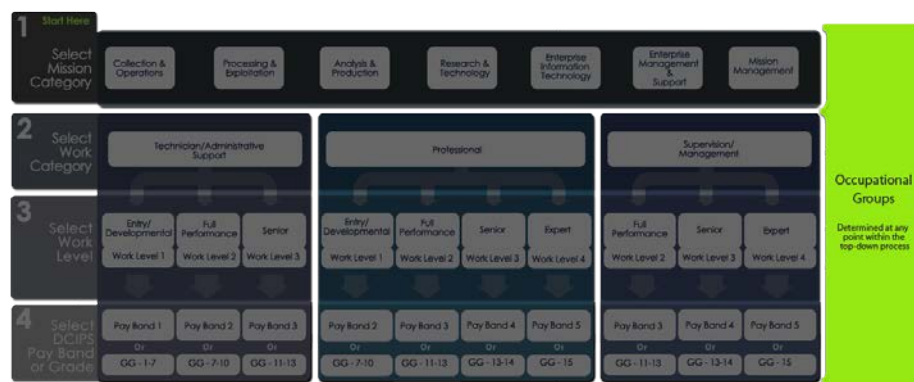 1 Start Here
Select
Mission
Category
Collection &
Operations
Processing &
Exploitation
Analysis &
Production
Research &
Technology
Enterprise
Information
Technology
Enterprise
Management
&
Support
Mission
Management
2 Select
Work
Category
Technician/Administrative
Support
Professional
Supervision/
Management
3 Select
Work
Level
Entry/
Developmental
Full
Performance
Senior
Entry/
Developmental
Full
Performance
Senior
Expert
Full
Performance
Senior
Expert
Work Level 1
Work Level 2
Work Level 3
Work Level 1
Work Level 2
Work Level 3
Work Level 4
Work Level 2
Work Level 3
Work Level 4
4 Select
DCIPS
Pay Band
or Grade
Pay Band 1
Pay Band 2
Pay Band 3
Pay Band 2
Pay Band 3
Pay Band 4
Pay Band 5
Pay Band 3
Pay Band 4
Pay Band 5
Or
Or
Or
Or
Or
Or
Or
Or
Or
Or
GG - 1-7
GG - 7-10
GG - 11-13
GG - 7-10
GG - 11-13
GG - 13-14
GG - 15
GG - 11-13
GG - 13-14
GG - 15
Occupational
Groups
Determined at any
point within the
top-down process